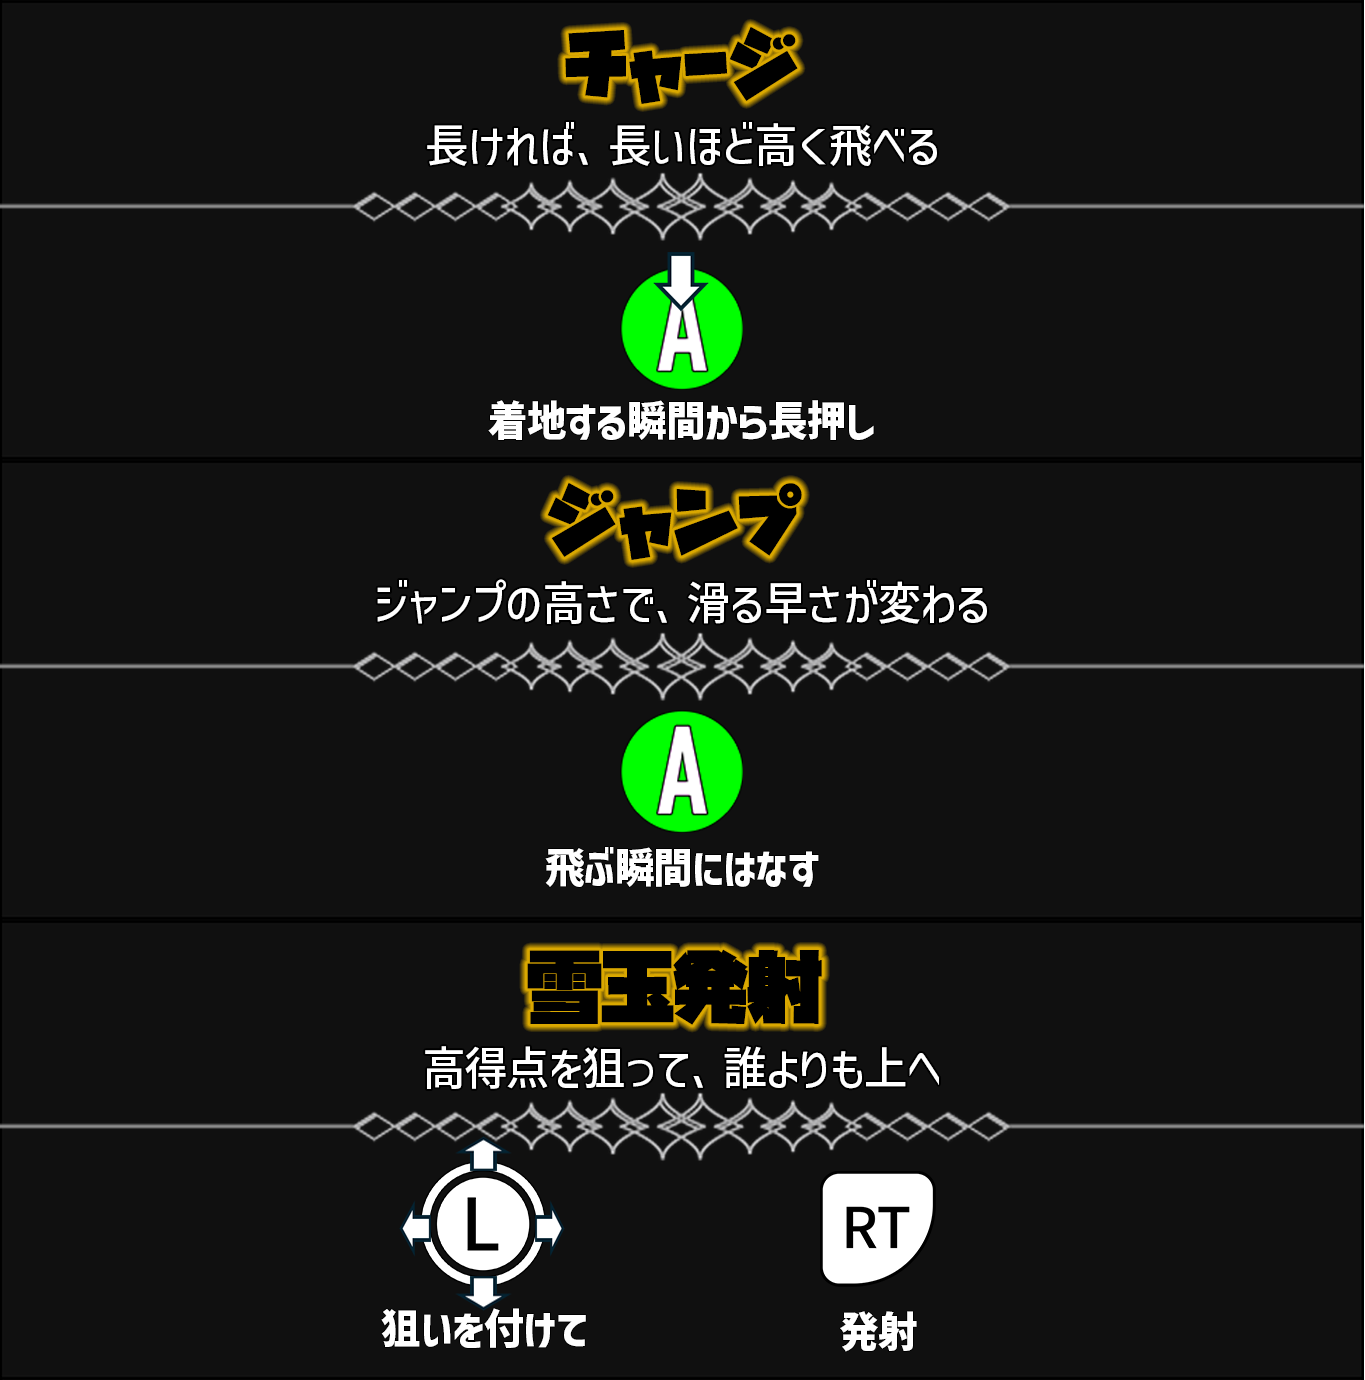 チャージ
長ければ、長いほど高く飛べる
A
着地する瞬間から長押し
ジャンプ
ジャンプの高さで、滑る早さが変わる
A
飛ぶ瞬間にはなす
雪玉発射
高得点を狙って、誰よりも上へ
L RT
狙いを付けて 発射